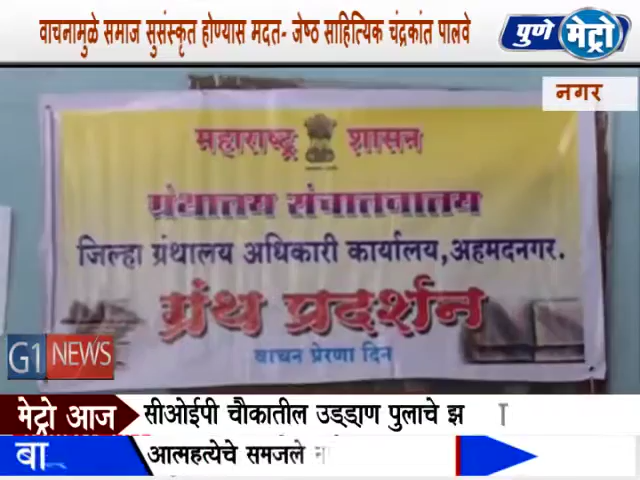 वाचनामुळे समाज सुसंस्कृत होण्यास मदत- जेष्ठ साहित्यिक चंद्रकांत पालवे
पुणे मेट्रो
नगर
महाराष्ट्र शासन
ग्रंथालय संचालनालय
जिल्हा ग्रंथालय अधिकारी कार्यालय,अहमदनगर.
ग्रंथ प्रदर्शन
वाचन प्रेरणा दिन
G1 NEWS
मेट्रो आज सीओईपी चौकातील उड्डाण पुलाचे झ
बा आत्महत्येचे समजले